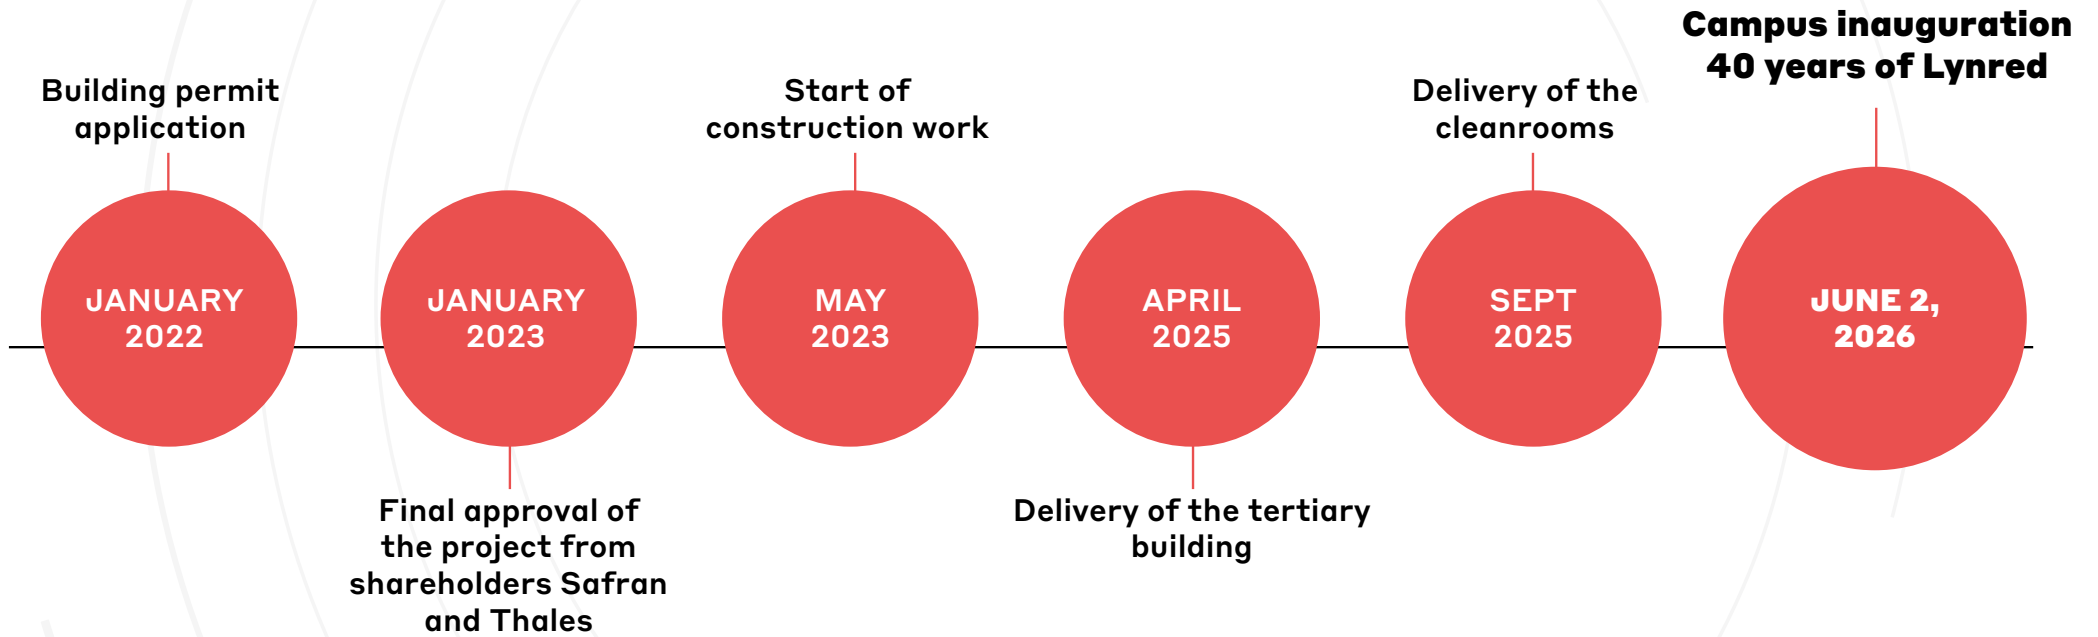 Building permit
application
JANUARY
2022
JANUARY
2023
Final approval of
the project from
shareholders Safran
and Thales
Start of
construction work
MAY
2023
APRIL
2025
Delivery of the tertiary
building
Delivery of the
cleanrooms
SEPT
2025
Campus inauguration
40 years of Lynred
JUNE 2,
2026